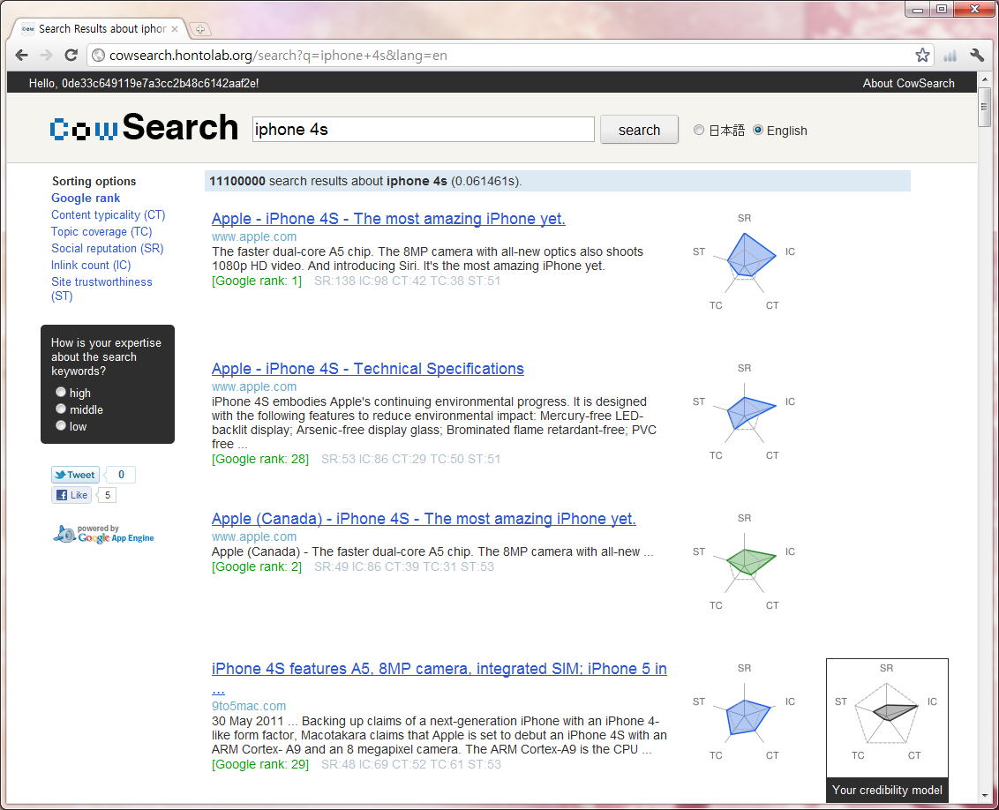 cow Search Results about iphor
cowsearch.hontolab.org/search?q=iphone+4s&lang=en
Hello, 0de33c649119e7a3cc2b48c6142aaf2e!
About CowSearch
CowSearch
iphone 4s
search
日本語
English
Sorting options
Google rank
Content typicality (CT)
Topic coverage (TC)
Social reputation (SR)
Inlink count (IC)
Site trustworthiness
(ST)
How is your expertise
about the search
keywords?
high
middle
low
Tweet 0
Like 5
powered by
Google App Engine
11100000 search results about iphone 4s (0.061461s).
Apple - iPhone 4S - The most amazing iPhone yet.
www.apple.com
The faster dual-core A5 chip. The 8MP camera with all-new optics also shoots
1080p HD video. And introducing Siri. It's the most amazing iPhone yet.
[Google rank: 1] SR:138 IC:98 CT:42 TC:38 ST:51
SR
ST
IC
TC
CT
Apple - iPhone 4S - Technical Specifications
www.apple.com
iPhone 4S embodies Apple's continuing environmental progress. It is designed
with the following features to reduce environmental impact: Mercury-free LED-
backlit display; Arsenic-free display glass; Brominated flame retardant-free; PVC
free ...
[Google rank: 28] SR:53 IC:86 CT:29 TC:50 ST:51
SR
ST
IC
TC
CT
Apple (Canada) - iPhone 4S - The most amazing iPhone yet.
www.apple.com
Apple (Canada) - The faster dual-core A5 chip. The 8MP camera with all-new ...
[Google rank: 2] SR:49 IC:86 CT:39 TC:31 ST:53
SR
ST
IC
TC
CT
iPhone 4S features A5, 8MP camera, integrated SIM; iPhone 5 in
...
9to5mac.com
30 May 2011 ... Backing up claims of a next-generation iPhone with an iPhone 4-
like form factor, Macotakara claims that Apple is set to debut an iPhone 4S with an
ARM Cortex- A9 and an 8 megapixel camera. The ARM Cortex-A9 is the CPU ...
[Google rank: 29] SR:48 IC:69 CT:52 TC:61 ST:53
SR
ST
IC
TC
CT
SR
ST
IC
TC
CT
Your credibility model